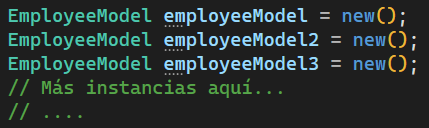 EmployeeModel employeeModel = new();
EmployeeModel employeeModel2 = new();
EmployeeModel employeeModel3 = new();
// Más instancias aquí...
// ....